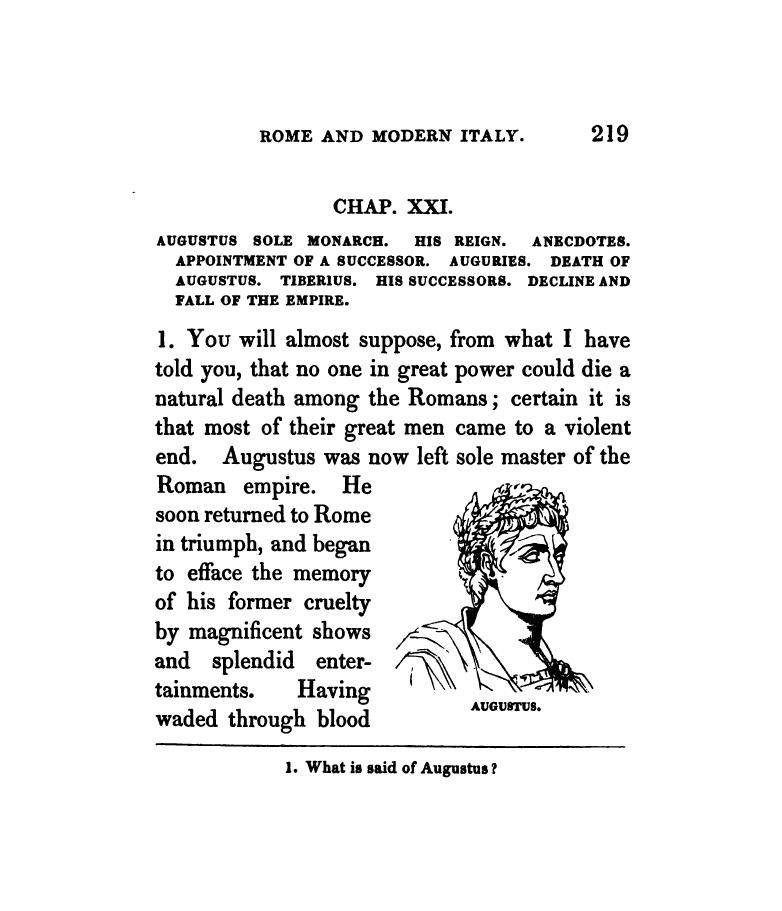 ROME AND MODERN ITALY. 219
CHAP. XXI.
AUGUSTUS SOLE MONARCH. HIS REIGN. ANECDOTES.
APPOINTMENT OF A SUCCESSOR. AUGURIES. DEATH OF
AUGUSTUS. TIBERIUS. HIS SUCCESSORS. DECLINE AND
FALL OF THE EMPIRE.
1. You will almost suppose, from what I have
told you, that no one in great power could die a
natural death among the Romans; certain it is
that most of their great men came to a violent
end. Augustus was now left sole master of the
Roman empire. He
soon returned to Rome
in triumph, and began
to efface the memory
of his former cruelty
by magnificent shows
and splendid enter-
tainments. Having
waded through blood
AUGUSTUS.
1. What is said of Augustus?